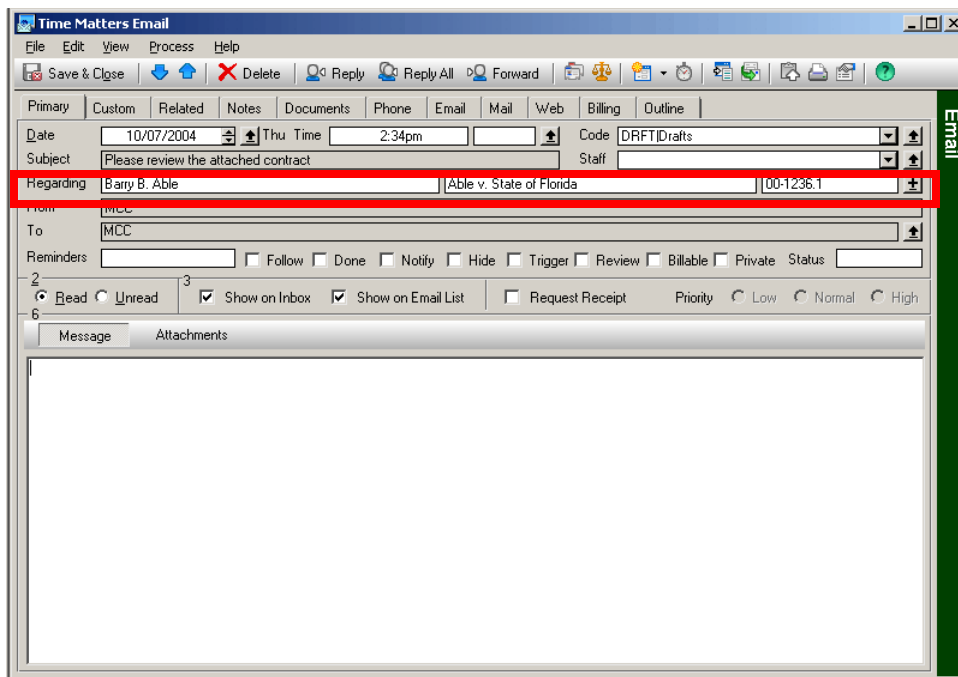 Time Matters Email
File Edit View Process Help
Save & Close Delete Reply Reply All Forward
Primary Custom Related Notes Documents Phone Email Mail Web Billing Outline
Email
Date 10/07/2004 Thu Time 2:34pm Code DRFT|Drafts
Subject Please review the attached contract Staff
Regarding Barry B. Able Able v. State of Florida 00-1236.1
From MCC
To MCC
Reminders Follow Done Notify Hide Trigger Review Billable Private Status
2 3
Read Unread Show on Inbox Show on Email List Request Receipt Priority Low Normal High
6
Message Attachments